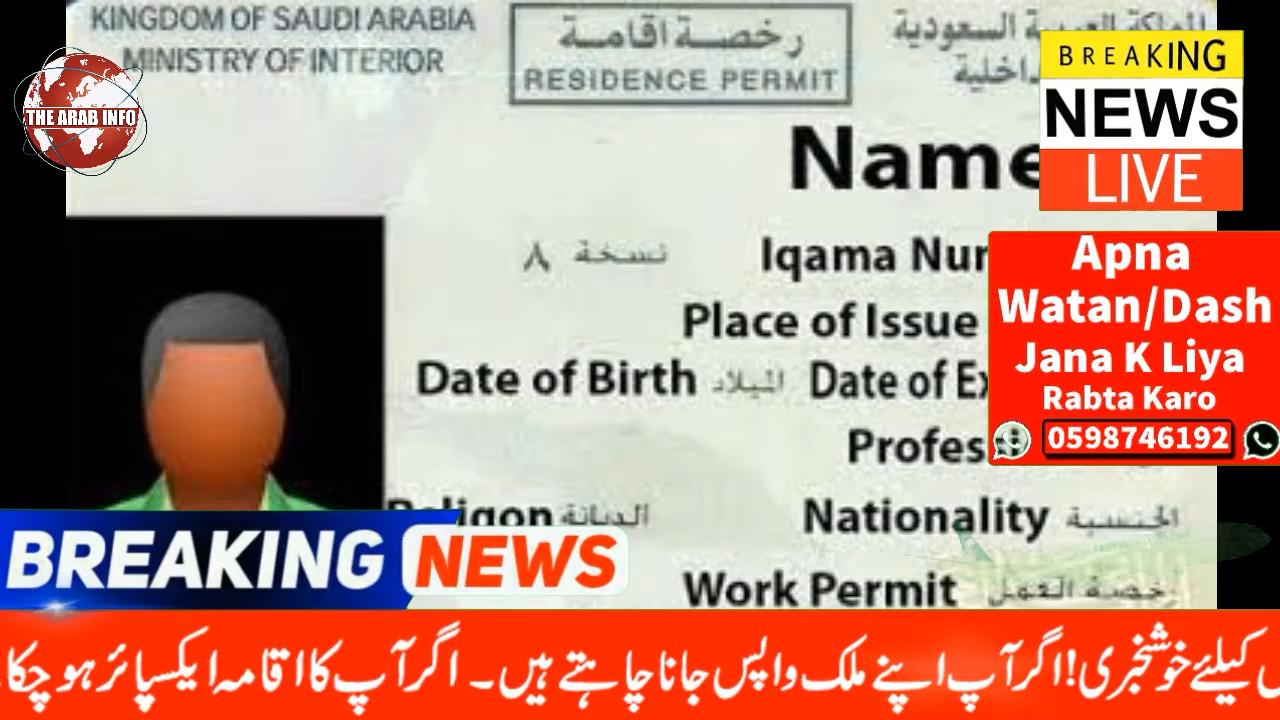 KINGDOM OF SAUDI ARABIA
MINISTRY OF INTERIOR
رخصة اقامة
RESIDENCE PERMIT
السعودية
THE ARAB INFO
BREAKING
NEWS
LIVE
Name
نسخة ٨
Iqama Nu
Place of Issue
Date of Birth الميلاد Date of Ex
Profes
Apna
Watan/Dash
Jana K Liya
Rabta Karo
0598746192
Religon الديانة
Nationality الجنسية
Work Permit رخصة العمل
BREAKING NEWS
کیلئے خوشخبری! اگر آپ اپنے ملک واپس جانا چاہتے ہیں۔ اگر آپ کا اقامہ ایکسپائر ہو چکا